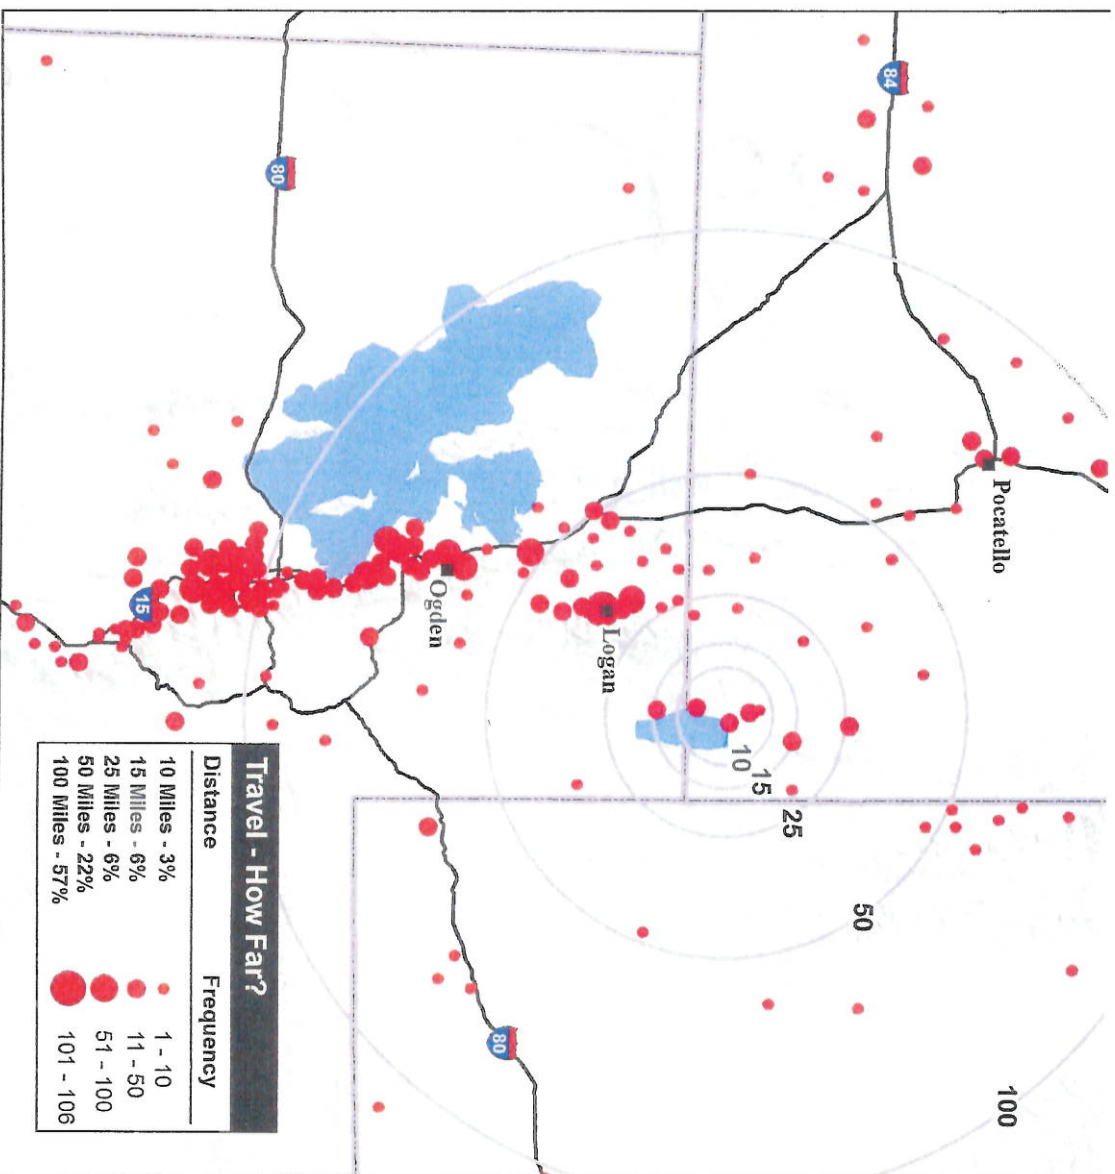 84
Pocatello
80
Logan
Ogden
15
10
15
25
50
100
80
Travel - How Far?
Distance Frequency
10 Miles - 3% 1 - 10
15 Miles - 6% 11 - 50
25 Miles - 6% 51 - 100
50 Miles - 22% 101 - 106
100 Miles - 57%